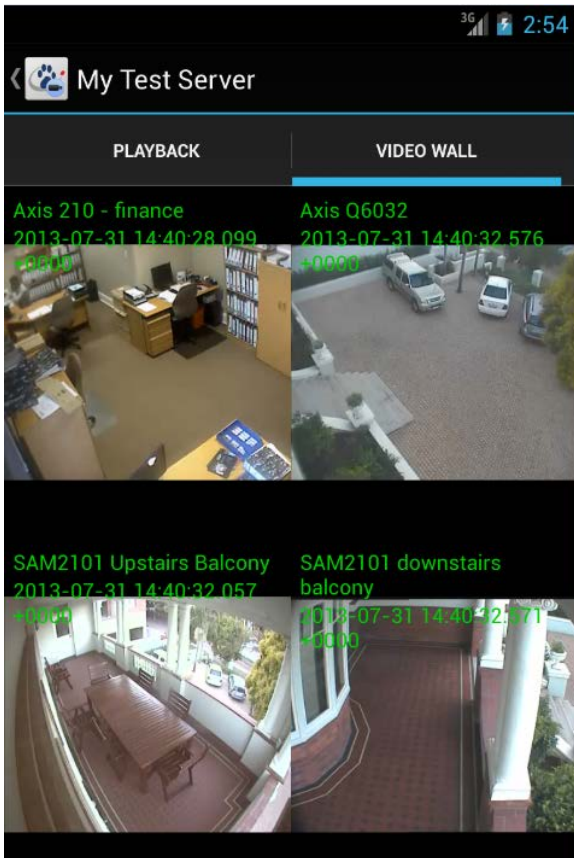 3G 2:54
My Test Server
PLAYBACK VIDEO WALL
Axis 210 - finance
2013-07-31 14:40:28.099
+0000
Axis Q6032
2013-07-31 14:40:32.576
+0000
SAM2101 Upstairs Balcony
2013-07-31 14:40:32.057
+0000
SAM2101 downstairs
balcony
2013-07-31 14:40:32.571
+0000